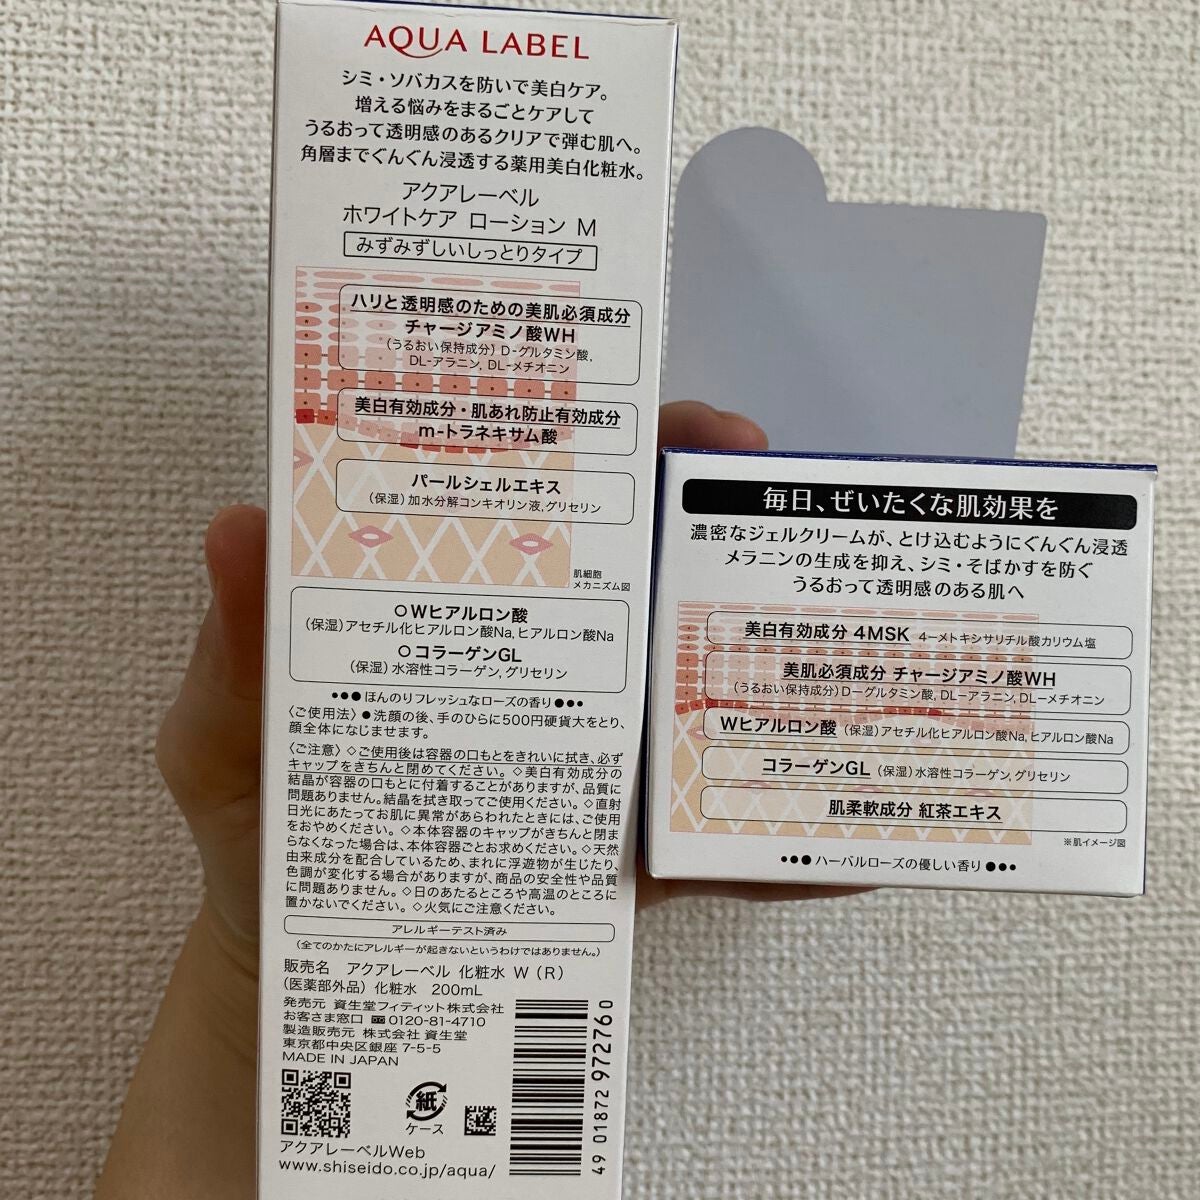 AQUA LABEL
シミ・ソバカスを防いで美白ケア。
増える悩みをまるごとケアして
うるおって透明感のあるクリアで弾む肌へ。
角層までぐんぐん浸透する薬用美白化粧水。
アクアレーベル
ホワイトケア ローション M
みずみずしいしっとりタイプ
ハリと透明感のための美肌必須成分
チャージアミノ酸WH
(うるおい保持成分) D-グルタミン酸,
DL-アラニン, DL-メチオニン
美白有効成分・肌あれ防止有効成分
m-トラネキサム酸
パールシェルエキス
(保湿) 加水分解コンキオリン液, グリセリン
肌細胞
メカニズム図
○Wヒアルロン酸
(保湿)アセチル化ヒアルロン酸Na, ヒアルロン酸Na
○コラーゲンGL
(保湿) 水溶性コラーゲン, グリセリン
●●●ほんのりフレッシュなローズの香り●●●
〈ご使用法〉●洗顔の後、手のひらに500円硬貨大をとり、
顔全体になじませます。
〈ご注意〉◇ご使用後は容器の口もとをきれいに拭き、必ず
キャップをきちんと閉めてください。◇美白有効成分の
結晶が容器の口もとに付着することがありますが、品質に
問題ありません。結晶を拭き取ってご使用ください。◇直射
日光にあたってお肌に異常があらわれたときには、ご使用
をおやめください。◇本体容器のキャップがきちんと閉ま
らなくなった場合は、本体容器ごとお求めください。◇天然
由来成分を配合しているため、まれに浮遊物が生じたり、
色調が変化する場合がありますが、商品の安全性や品質
に問題ありません。◇日のあたるところや高温のところに
置かないでください。◇火気にご注意ください。
アレルギーテスト済み
(全てのかたにアレルギーが起きないというわけではありません。)
販売名 アクアレーベル 化粧水 W (R)
(医薬部外品) 化粧水 200mL
発売元 資生堂フィティット株式会社
お客さま窓口 0120-81-4710
製造販売元 株式会社 資生堂
東京都中央区銀座 7-5-5
MADE IN JAPAN
紙
ケース
4901872972760
アクアレーベルWeb
www.shiseido.co.jp/aqua/
毎日、ぜいたくな肌効果を
濃密なジェルクリームが、とけ込むようにぐんぐん浸透
メラニンの生成を抑え、シミ・そばかすを防ぐ
うるおって透明感のある肌へ
美白有効成分 4MSK 4-メトキシサリチル酸カリウム塩
美肌必須成分 チャージアミノ酸WH
(うるおい保持成分) D-グルタミン酸, DL-アラニン, DL-メチオニン
Wヒアルロン酸 (保湿) アセチル化ヒアルロン酸Na, ヒアルロン酸Na
コラーゲンGL (保湿) 水溶性コラーゲン, グリセリン
肌柔軟成分 紅茶エキス
※肌イメージ図
●●●ハーバルローズの優しい香り●●●